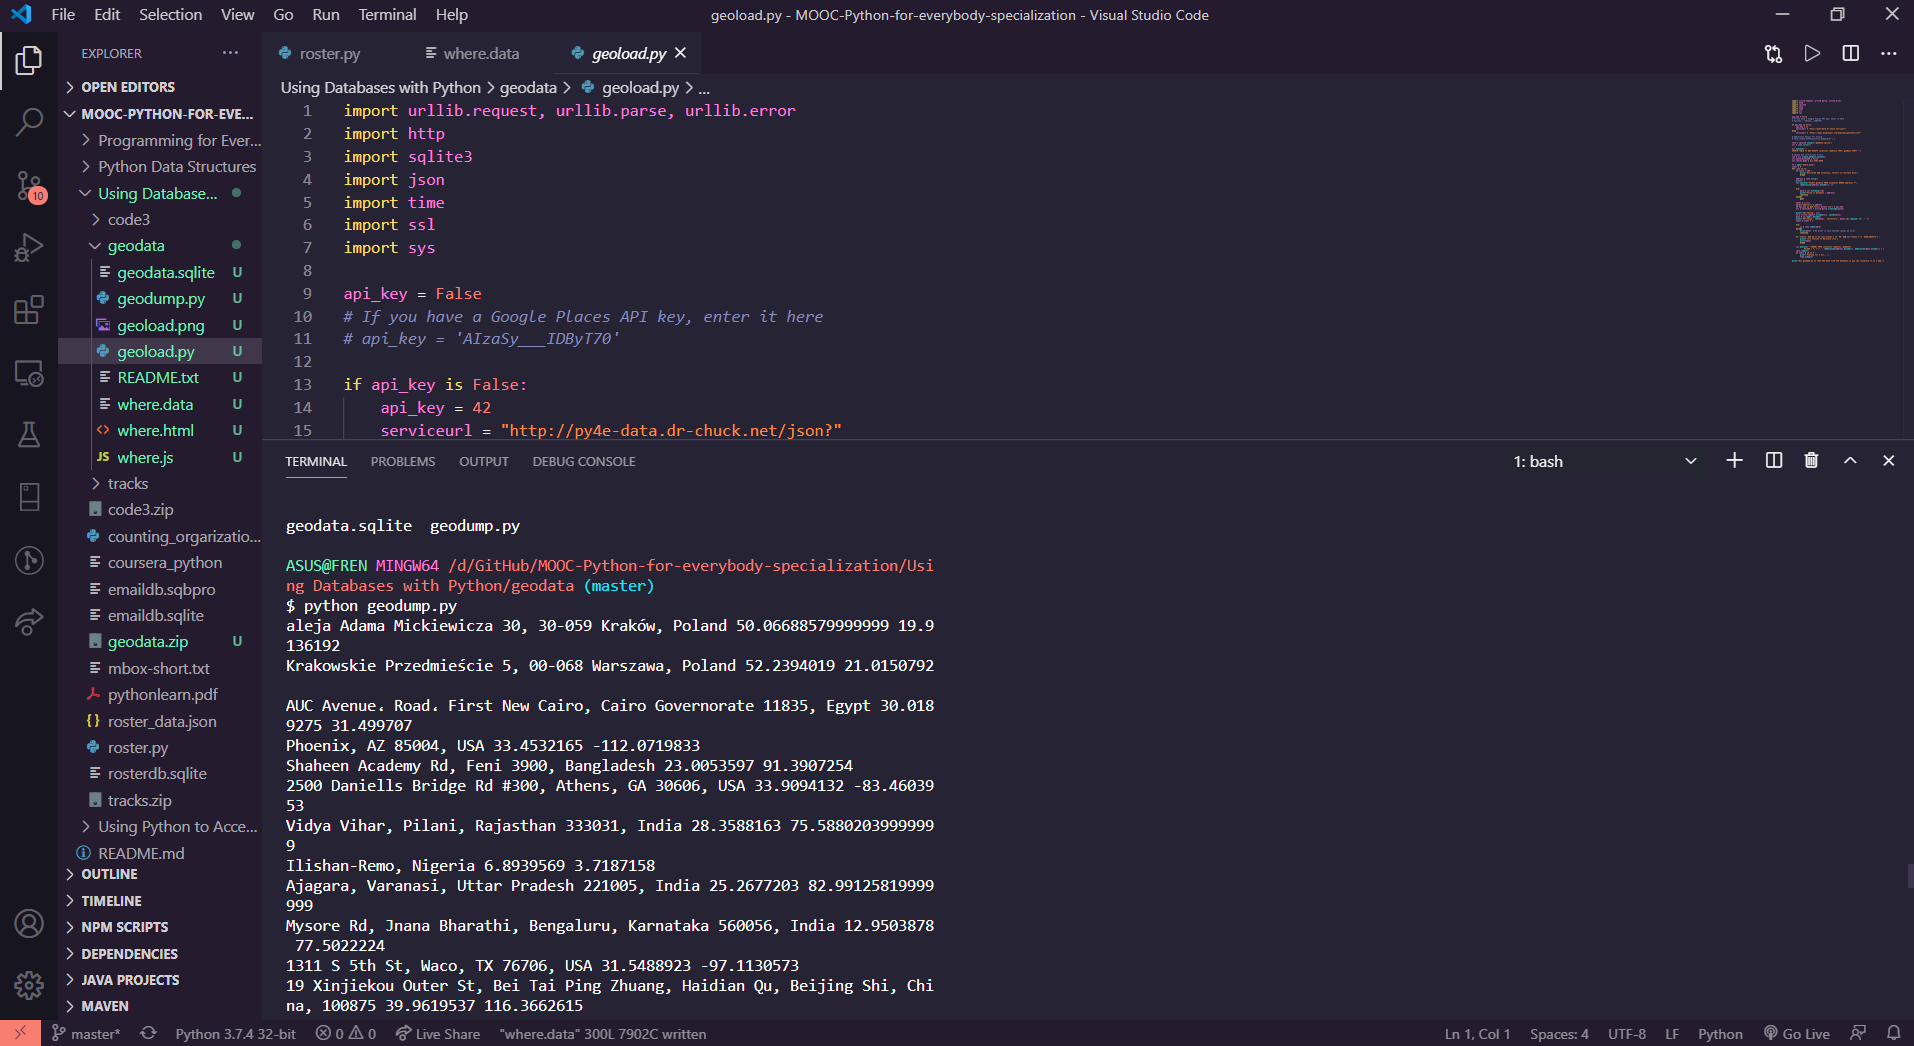 File Edit Selection View Go Run Terminal Help
geoload.py - MOOC-Python-for-everybody-specialization - Visual Studio Code
EXPLORER
OPEN EDITORS
MOOC-PYTHON-FOR-EVE...
Programming for Ever...
Python Data Structures
Using Database...
code3
geodata
geodata.sqlite U
geodump.py U
geoload.png U
geoload.py U
README.txt U
where.data U
where.html U
JS where.js U
tracks
code3.zip
counting_orgarizatio...
coursera_python
emaildb.sqbpro
emaildb.sqlite
geodata.zip U
mbox-short.txt
pythonlearn.pdf
{} roster_data.json
roster.py
rosterdb.sqlite
tracks.zip
Using Python to Acce...
README.md
OUTLINE
TIMELINE
NPM SCRIPTS
DEPENDENCIES
JAVA PROJECTS
MAVEN
10
roster.py where.data geoload.py
Using Databases with Python > geodata > geoload.py > ...
1 import urllib.request, urllib.parse, urllib.error
2 import http
3 import sqlite3
4 import json
5 import time
6 import ssl
7 import sys
8
9 api_key = False
10 # If you have a Google Places API key, enter it here
11 # api_key = 'AIzaSy___IDByT70'
12
13 if api_key is False:
14 api_key = 42
15 serviceurl = "http://py4e-data.dr-chuck.net/json?"
TERMINAL PROBLEMS OUTPUT DEBUG CONSOLE
1: bash
geodata.sqlite geodump.py
ASUS@FREN MINGW64 /d/GitHub/MOOC-Python-for-everybody-specialization/Usi
ng Databases with Python/geodata (master)
$ python geodump.py
aleja Adama Mickiewicza 30, 30-059 Kraków, Poland 50.06688579999999 19.9
136192
Krakowskie Przedmieście 5, 00-068 Warszawa, Poland 52.2394019 21.0150792
AUC Avenue، Road، First New Cairo, Cairo Governorate 11835, Egypt 30.018
9275 31.499707
Phoenix, AZ 85004, USA 33.4532165 -112.0719833
Shaheen Academy Rd, Feni 3900, Bangladesh 23.0053597 91.3907254
2500 Daniells Bridge Rd #300, Athens, GA 30606, USA 33.9094132 -83.46039
53
Vidya Vihar, Pilani, Rajasthan 333031, India 28.3588163 75.5880203999999
9
Ilishan-Remo, Nigeria 6.8939569 3.7187158
Ajagara, Varanasi, Uttar Pradesh 221005, India 25.2677203 82.99125819999
999
Mysore Rd, Jnana Bharathi, Bengaluru, Karnataka 560056, India 12.9503878
77.5022224
1311 S 5th St, Waco, TX 76706, USA 31.5488923 -97.1130573
19 Xinjiekou Outer St, Bei Tai Ping Zhuang, Haidian Qu, Beijing Shi, Chi
na, 100875 39.9619537 116.3662615
master* Python 3.7.4 32-bit 0 0 Live Share "where.data" 300L 7902C written
Ln 1, Col 1 Spaces: 4 UTF-8 LF Python Go Live